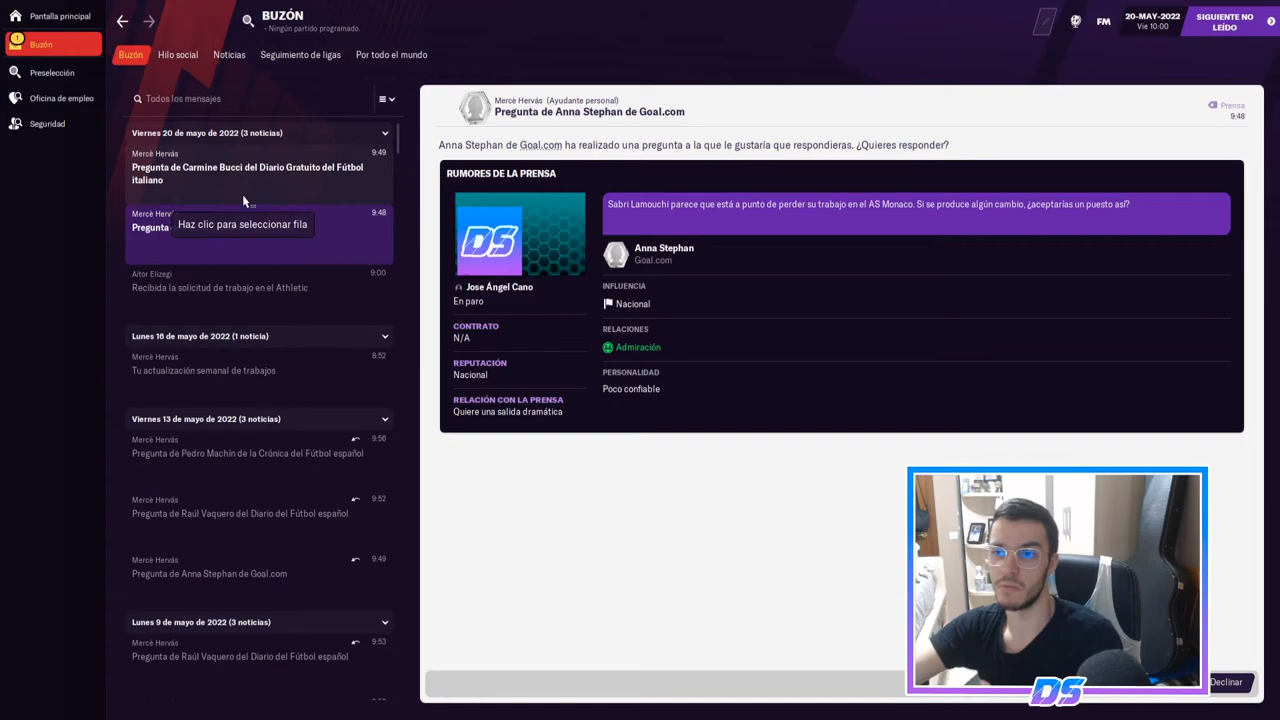 Pantalla principal
1
Buzón
Preselección
Oficina de empleo
Seguridad
BUZÓN
- Ningún partido programado.
FM
20-MAY-2022
Vie 10:00
SIGUIENTE NO
LEÍDO
Buzón
Hilo social
Noticias
Seguimiento de ligas
Por todo el mundo
Todos los mensajes
Viernes 20 de mayo de 2022 (3 noticias)
Mercè Hervás
9:49
Pregunta de Carmine Bucci del Diario Gratuito del Fútbol
italiano
Mercè Herv
9:48
Pregunta
Haz clic para seleccionar fila
Aitor Elizegi
9:00
Recibida la solicitud de trabajo en el Athletic
Lunes 16 de mayo de 2022 (1 noticia)
Mercè Hervás
8:52
Tu actualización semanal de trabajos
Viernes 13 de mayo de 2022 (3 noticias)
Mercè Hervás
9:56
Pregunta de Pedro Machín de la Crónica del Fútbol español
Mercè Hervás
9:52
Pregunta de Raúl Vaquero del Diario del Fútbol español
Mercè Hervás
9:49
Pregunta de Anna Stephan de Goal.com
Lunes 9 de mayo de 2022 (3 noticias)
Mercè Hervás
9:53
Pregunta de Raúl Vaquero del Diario del Fútbol español
Mercè Hervás (Ayudante personal)
Pregunta de Anna Stephan de Goal.com
Prensa
9:48
Anna Stephan de Goal.com ha realizado una pregunta a la que le gustaría que respondieras. ¿Quieres responder?
RUMORES DE LA PRENSA
DS
Jose Ángel Cano
En paro
CONTRATO
N/A
REPUTACIÓN
Nacional
RELACIÓN CON LA PRENSA
Quiere una salida dramática
Sabri Lamouchi parece que está a punto de perder su trabajo en el AS Monaco. Si se produce algún cambio, ¿aceptarías un puesto así?
Anna Stephan
Goal.com
INFLUENCIA
Nacional
RELACIONES
Admiración
PERSONALIDAD
Poco confiable
Declinar
DS